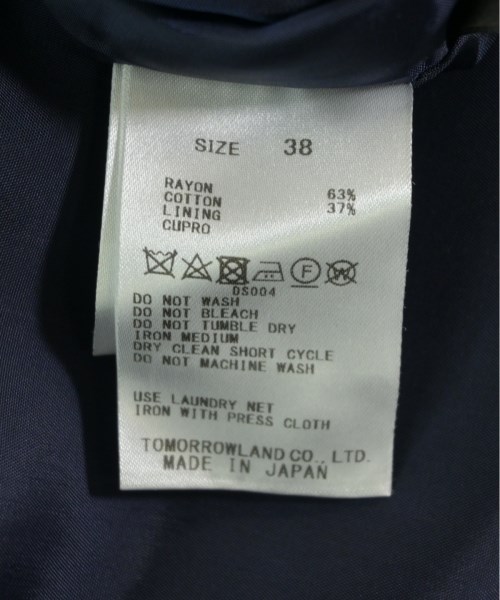 SIZE 38
RAYON 63%
COTTON 37%
LINING
CUPRO
F W
DS004
DO NOT WASH
DO NOT BLEACH
DO NOT TUMBLE DRY
IRON MEDIUM
DRY CLEAN SHORT CYCLE
DO NOT MACHINE WASH
USE LAUNDRY NET
IRON WITH PRESS CLOTH
TOMORROWLAND CO., LTD.
MADE IN JAPAN